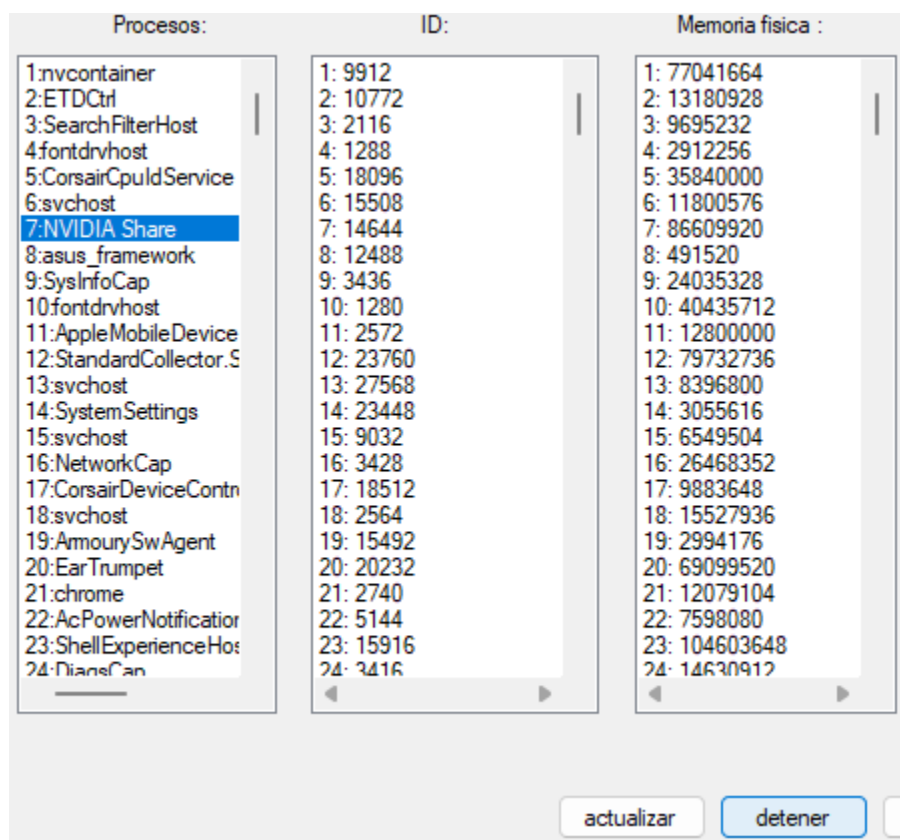 Procesos:
ID:
Memoria fisica :
1:nvcontainer
2:ETDCtrl
3:SearchFilterHost
4:fontdrvhost
5:CorsairCpuIdService
6:svchost
7:NVIDIA Share
8:asus_framework
9:SysInfoCap
10:fontdrvhost
11:AppleMobileDevice
12:StandardCollector.S
13:svchost
14:SystemSettings
15:svchost
16:NetworkCap
17:CorsairDeviceContr
18:svchost
19:ArmourySwAgent
20:EarTrumpet
21:chrome
22:AcPowerNotification
23:ShellExperienceHos
24:DiagsCap
1: 9912
2: 10772
3: 2116
4: 1288
5: 18096
6: 15508
7: 14644
8: 12488
9: 3436
10: 1280
11: 2572
12: 23760
13: 27568
14: 23448
15: 9032
16: 3428
17: 18512
18: 2564
19: 15492
20: 20232
21: 2740
22: 5144
23: 15916
24: 3416
1: 77041664
2: 13180928
3: 9695232
4: 2912256
5: 35840000
6: 11800576
7: 86609920
8: 491520
9: 24035328
10: 40435712
11: 12800000
12: 79732736
13: 8396800
14: 3055616
15: 6549504
16: 26468352
17: 9883648
18: 15527936
19: 2994176
20: 69099520
21: 12079104
22: 7598080
23: 104603648
24: 14630912
actualizar
detener